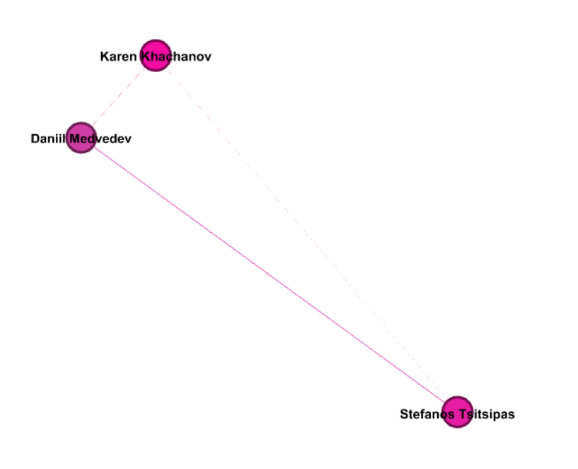 Karen Khachanov
Daniil Medvedev
Stefanos Tsitsipas